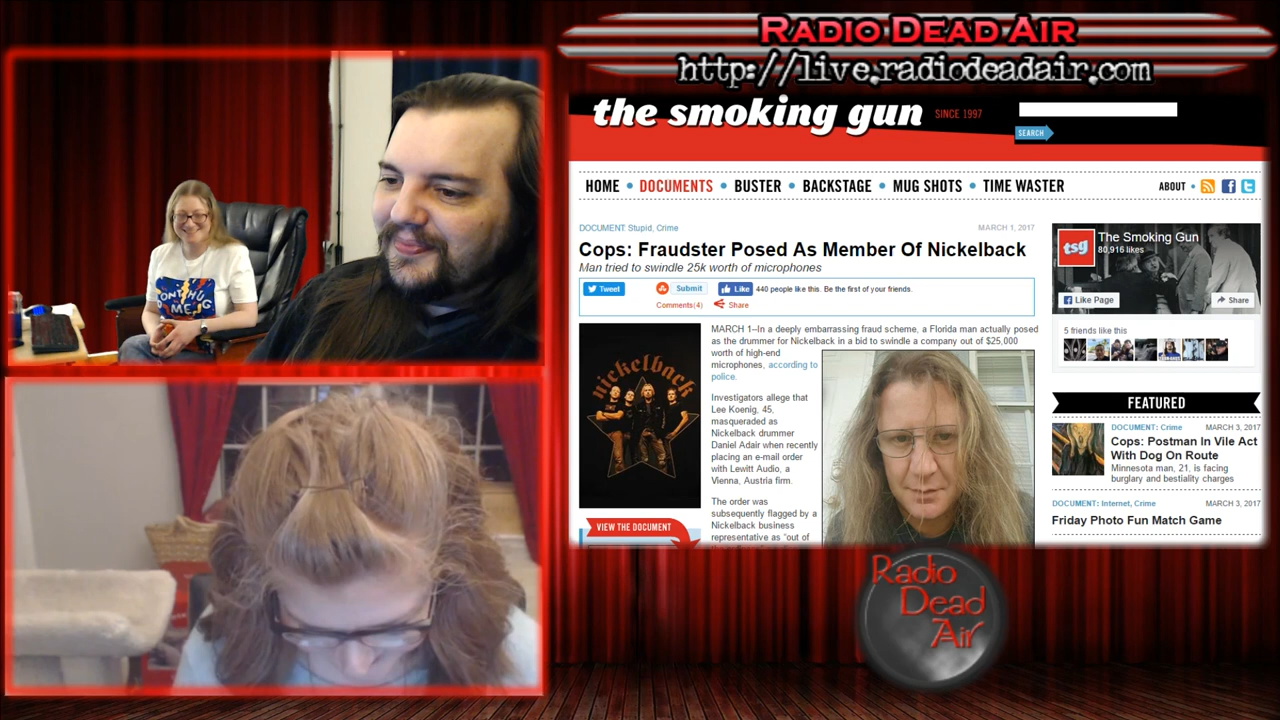 Radio Dead Air
http://live.radiodeadair.com
the smoking gun
SINCE 1997
SEARCH
HOME • DOCUMENTS • BUSTER • BACKSTAGE • MUG SHOTS • TIME WASTER
ABOUT •
DOCUMENT: Stupid, Crime
MARCH 1, 2017
Cops: Fraudster Posed As Member Of Nickelback
Man tried to swindle 25k worth of microphones
Tweet
Submit
Like
440 people like this. Be the first of your friends.
Comments(4)
Share
nickelback
VIEW THE DOCUMENT
MARCH 1--In a deeply embarrassing fraud scheme, a Florida man actually posed
as the drummer for Nickelback in a bid to swindle a company out of $25,000
worth of high-end
microphones, according to
police.
Investigators allege that
Lee Koenig, 45,
masqueraded as
Nickelback drummer
Daniel Adair when recently
placing an e-mail order
with Lewitt Audio, a
Vienna, Austria firm.
The order was
subsequently flagged by a
Nickelback business
representative as "out of
tsg
The Smoking Gun
80,916 likes
Like Page
Share
5 friends like this
FEATURED
DOCUMENT: Crime
MARCH 3, 2017
Cops: Postman In Vile Act
With Dog On Route
Minnesota man, 21, is facing
burglary and bestiality charges
DOCUMENT: Internet, Crime
MARCH 3, 2017
Friday Photo Fun Match Game
DON'T HUG
ME
Radio
Dead
Air